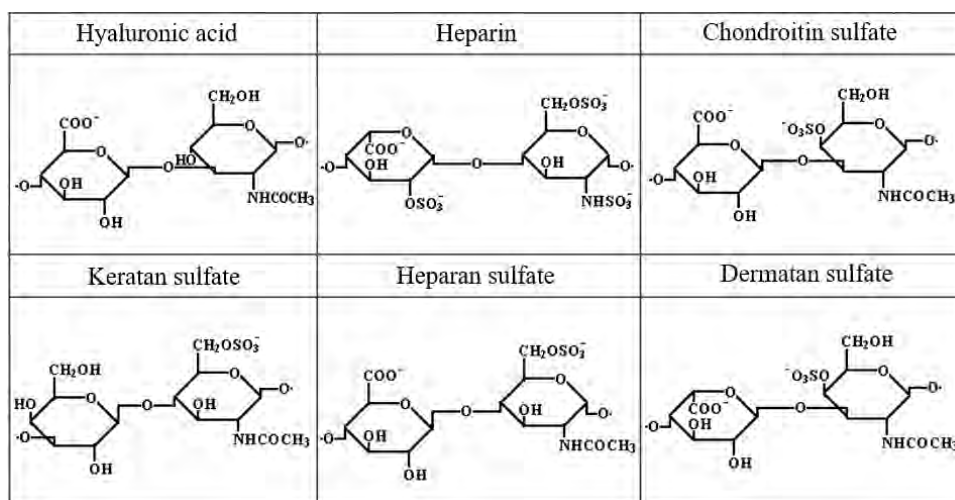 Hyaluronic acid
Heparin
Chondroitin sulfate
CH₂OH
COO⁻
O
O
O·
O
HO
·O
OH
NHCOCH₃
OH
CH₂OSO₃⁻
O
O
COO⁻
OH
O
OH
O·
·O
OSO₃⁻
NHSO₃⁻
CH₂OH
COO⁻
⁻O₃SO
O
O
O·
O
OH
·O
NHCOCH₃
OH
Keratan sulfate
Heparan sulfate
Dermatan sulfate
CH₂OSO₃⁻
CH₂OH
O
O·
HO
O
O
OH
·O
NHCOCH₃
OH
CH₂OSO₃⁻
COO⁻
O
O
O
OH
O·
OH
·O
NHCOCH₃
OH
CH₂OH
⁻O₃SO
O
O
O·
COO⁻
OH
O
·O
OH
NHCOCH₃